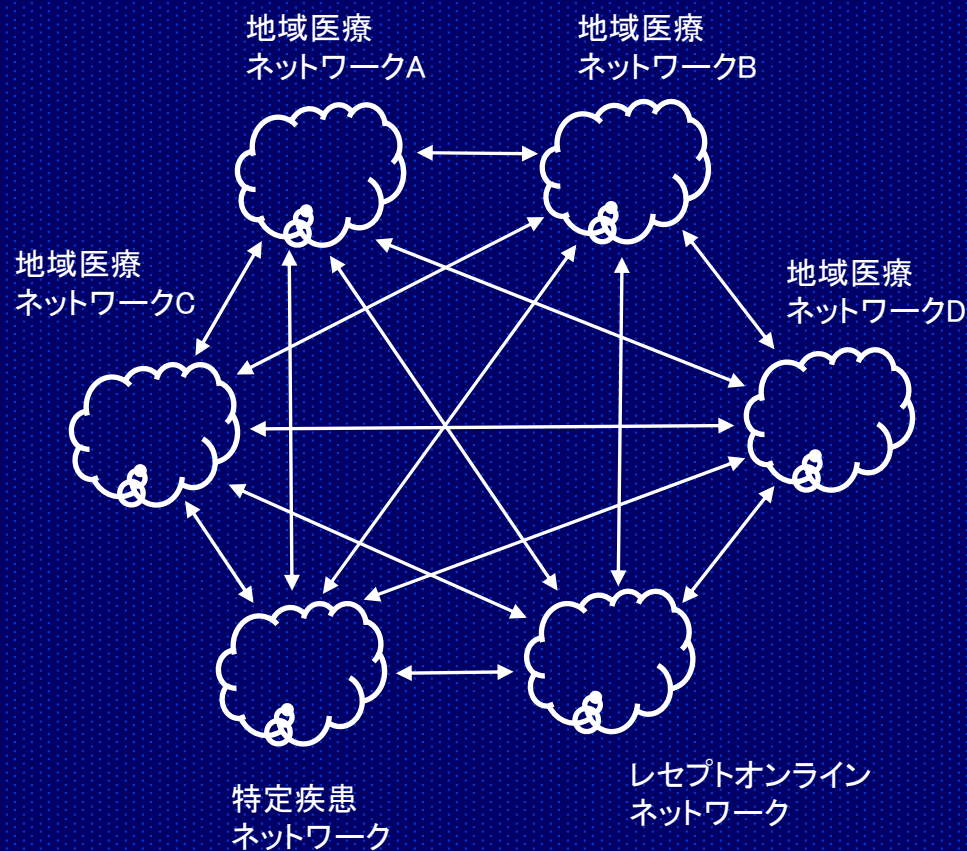 地域医療
ネットワークA
地域医療
ネットワークB
地域医療
ネットワークC
地域医療
ネットワークD
特定疾患
ネットワーク
レセプトオンライン
ネットワーク